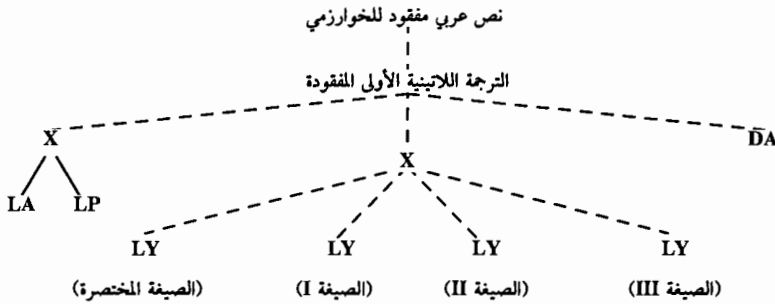 نص عربي مفقود للخوارزمي
الترجمة اللاتينية الأولى المفقودة
X DA
X
LA LP
LY LY LY LY
(الصيغة المختصرة) (الصيغة I) (الصيغة II) (الصيغة III)